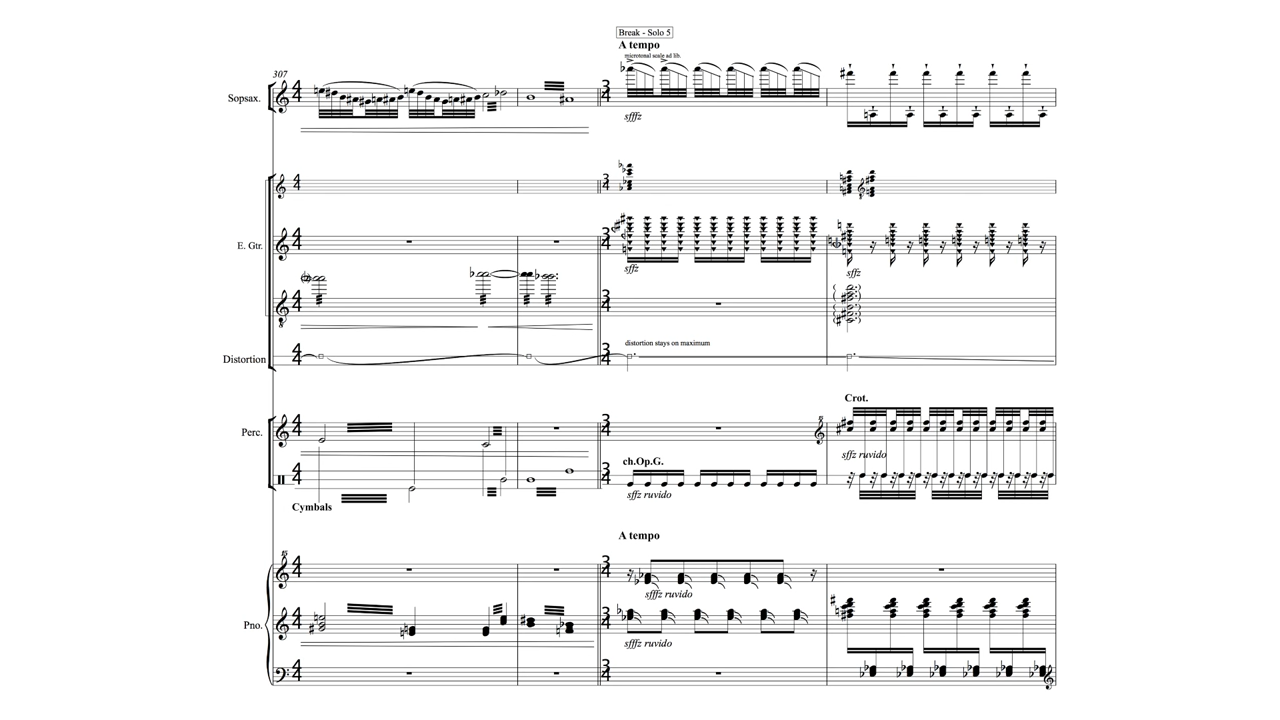 Break - Solo 5
A tempo
microtonal scale ad lib.
307
Sopsax.
sfffz
E. Gtr.
sffz
sffz
distortion stays on maximum
Distortion
Crot.
Perc.
sffz ruvido
ch.Op.G.
sffz ruvido
Cymbals
A tempo
sfffz ruvido
Pno.
sfffz ruvido